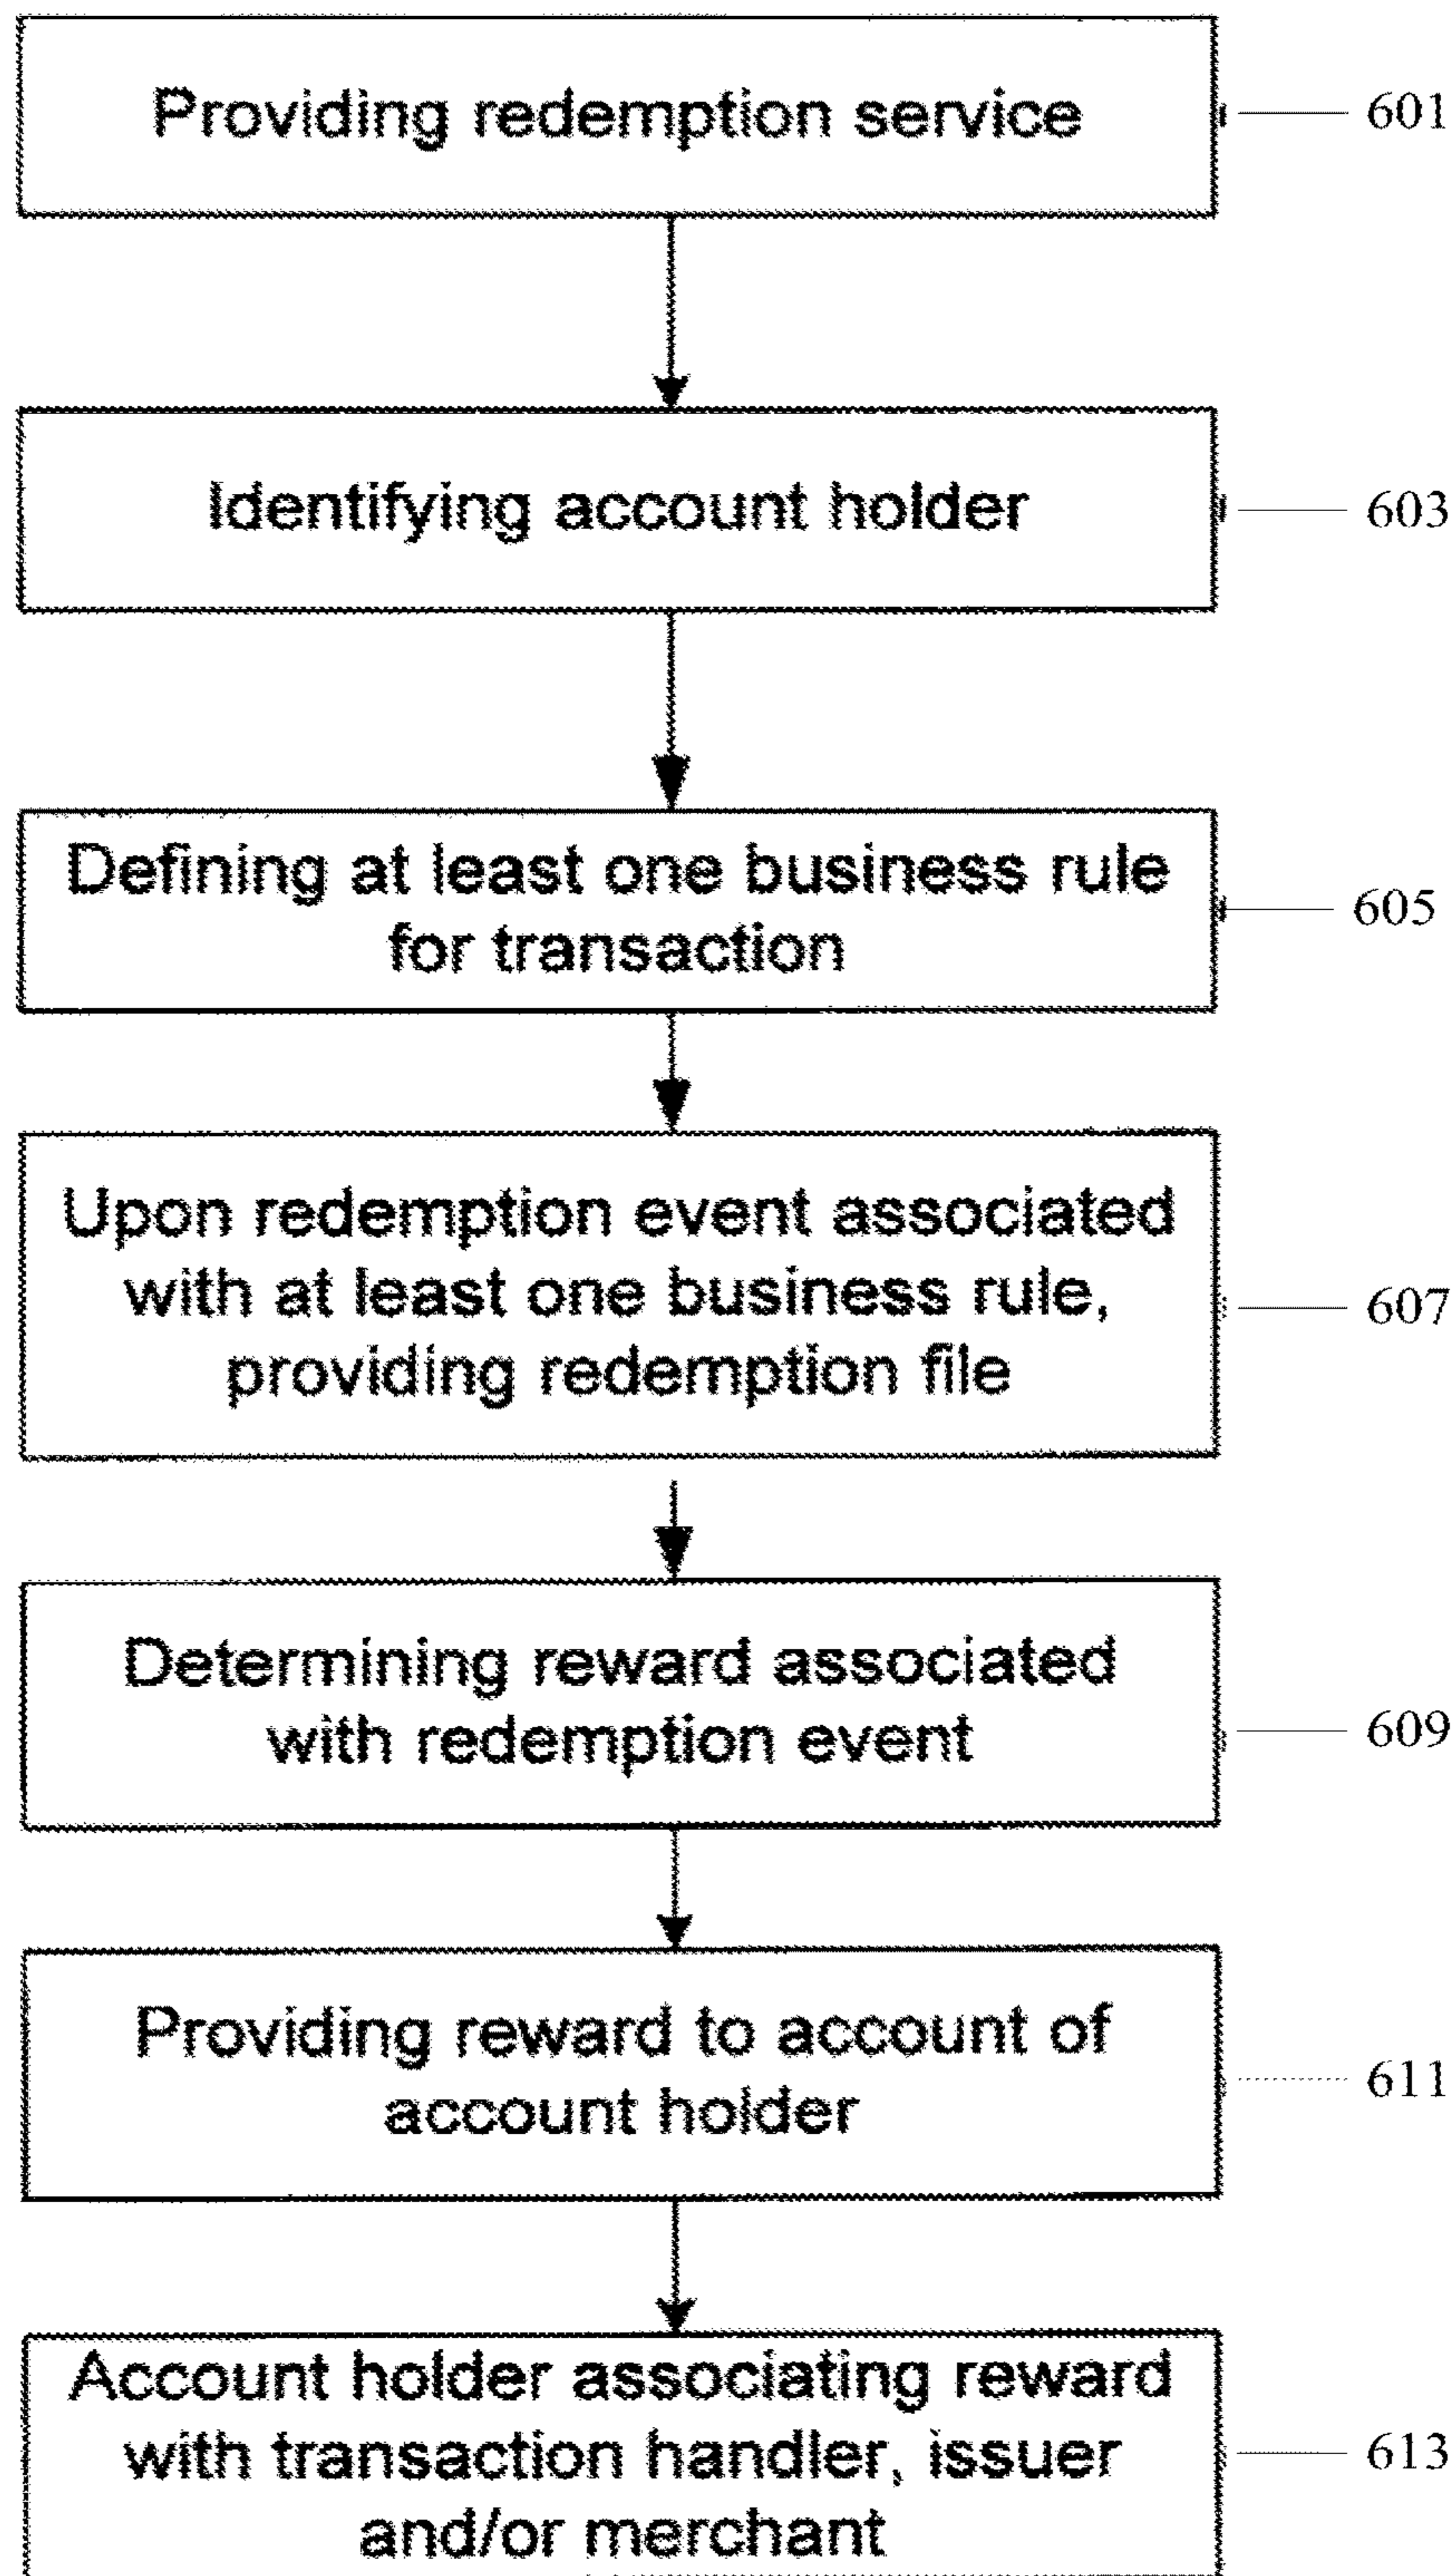 Providing redemption service
601
Identifying account holder
603
Defining at least one business rule
for transaction
605
Upon redemption event associated
with at least one business rule,
providing redemption file
607
Determining reward associated
with redemption event
609
Providing reward to account of
account holder
611
Account holder associating reward
with transaction handler, issuer
and/or merchant
613